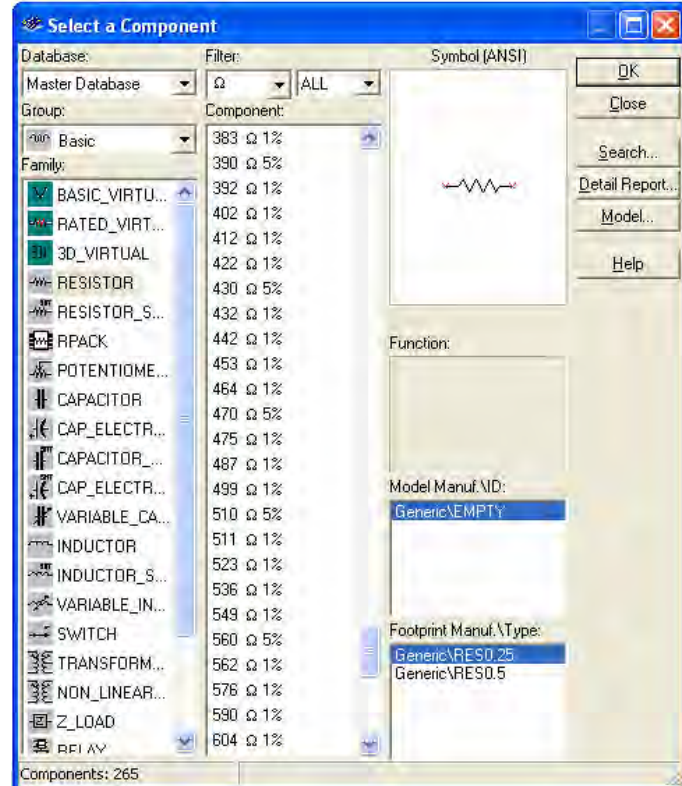 Select a Component
Database:
Master Database
Group:
Basic
Family:
BASIC_VIRTU...
RATED_VIRT...
3D_VIRTUAL
RESISTOR
RESISTOR_S...
RPACK
POTENTIOME...
CAPACITOR
CAP_ELECTR...
CAPACITOR_...
CAP_ELECTR...
VARIABLE_CA...
INDUCTOR
INDUCTOR_S...
VARIABLE_IN...
SWITCH
TRANSFORM...
NON_LINEAR...
Z_LOAD
RELAY
Filter:
Ω
ALL
Component:
383 Ω 1%
390 Ω 5%
392 Ω 1%
402 Ω 1%
412 Ω 1%
422 Ω 1%
430 Ω 5%
432 Ω 1%
442 Ω 1%
453 Ω 1%
464 Ω 1%
470 Ω 5%
475 Ω 1%
487 Ω 1%
499 Ω 1%
510 Ω 5%
511 Ω 1%
523 Ω 1%
536 Ω 1%
549 Ω 1%
560 Ω 5%
562 Ω 1%
576 Ω 1%
590 Ω 1%
604 Ω 1%
Symbol (ANSI)
Function:
Model Manuf.\ID:
Generic\EMPTY
Footprint Manuf.\Type:
Generic\RES0.25
Generic\RES0.5
OK
Close
Search...
Detail Report...
Model...
Help
Components: 265